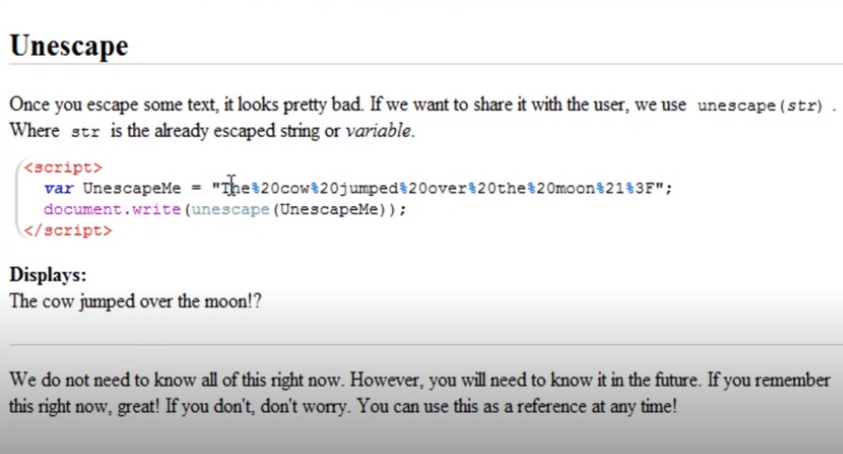 Unescape
Once you escape some text, it looks pretty bad. If we want to share it with the user, we use unescape(str) .
Where str is the already escaped string or variable.
<script>
var UnescapeMe = "The%20cow%20jumped%20over%20the%20moon%21%3F";
document.write(unescape(UnescapeMe));
</script>
Displays:
The cow jumped over the moon!?
We do not need to know all of this right now. However, you will need to know it in the future. If you remember
this right now, great! If you don't, don't worry. You can use this as a reference at any time!